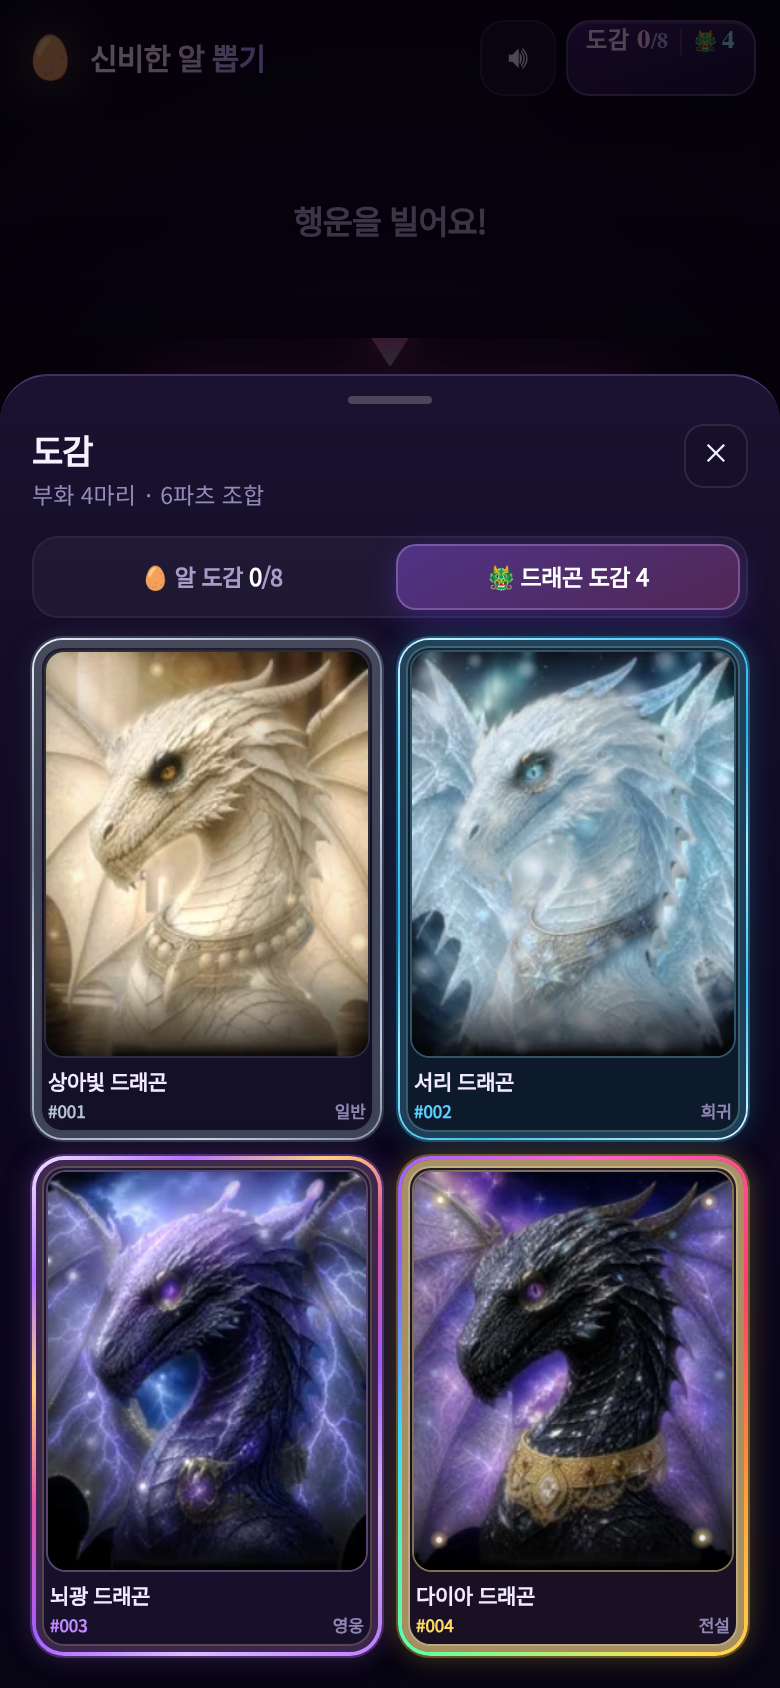 신비한 알 뽑기
도감 0/8
4
행운을 빌어요!
도감
부화 4마리 · 6파츠 조합
알 도감 0/8
드래곤 도감 4
상아빛 드래곤
#001
일반
서리 드래곤
#002
희귀
뇌광 드래곤
#003
영웅
다이아 드래곤
#004
전설